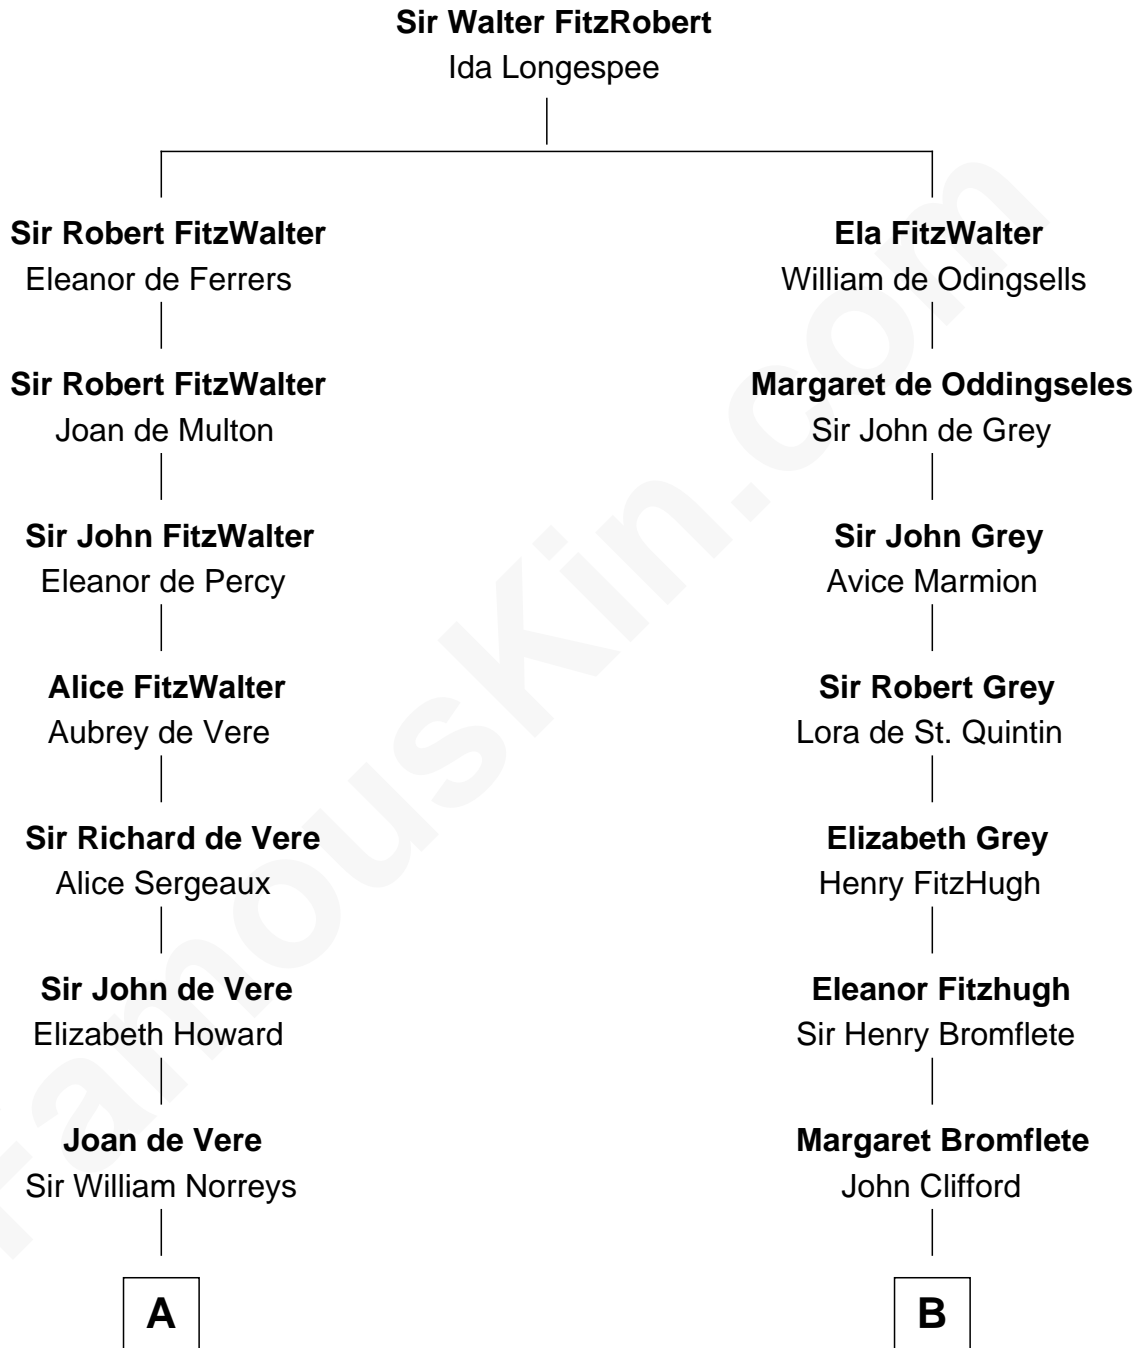 Sir Walter FitzRobert
Ida Longespee
Sir Robert FitzWalter
Eleanor de Ferrers
Sir Robert FitzWalter
Joan de Multon
Sir John FitzWalter
Eleanor de Percy
Alice FitzWalter
Aubrey de Vere
Sir Richard de Vere
Alice Sergeaux
Sir John de Vere
Elizabeth Howard
Joan de Vere
Sir William Norreys
A
Ela FitzWalter
William de Odingsells
Margaret de Oddingseles
Sir John de Grey
Sir John Grey
Avice Marmion
Sir Robert Grey
Lora de St. Quintin
Elizabeth Grey
Henry FitzHugh
Eleanor Fitzhugh
Sir Henry Bromflete
Margaret Bromflete
John Clifford
B
FamousKin.com